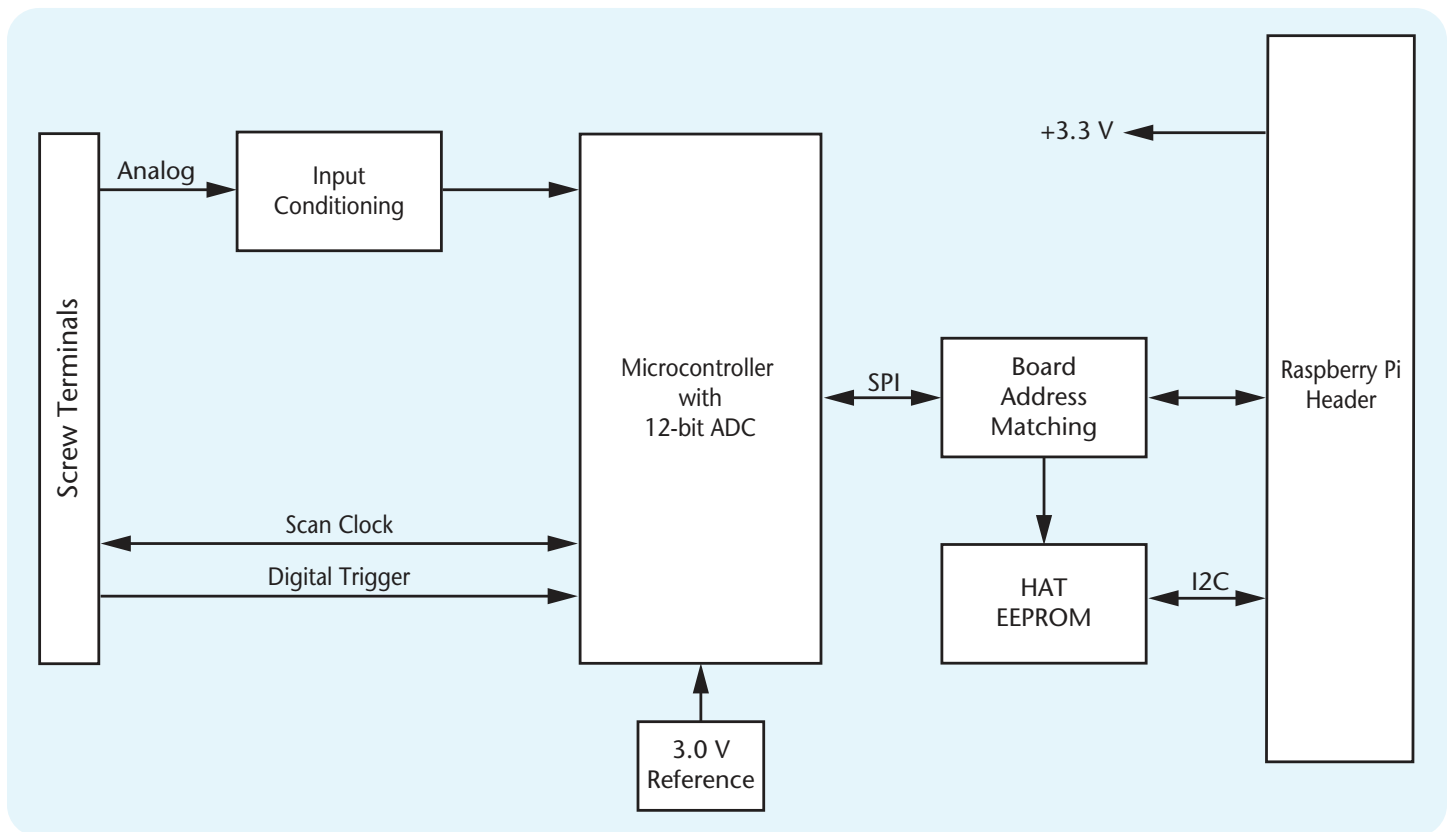 +3.3 V
Analog
Input
Conditioning
Screw Terminals
Microcontroller
with
12-bit ADC
SPI
Board
Address
Matching
Raspberry Pi
Header
Scan Clock
Digital Trigger
HAT
EEPROM
I2C
3.0 V
Reference